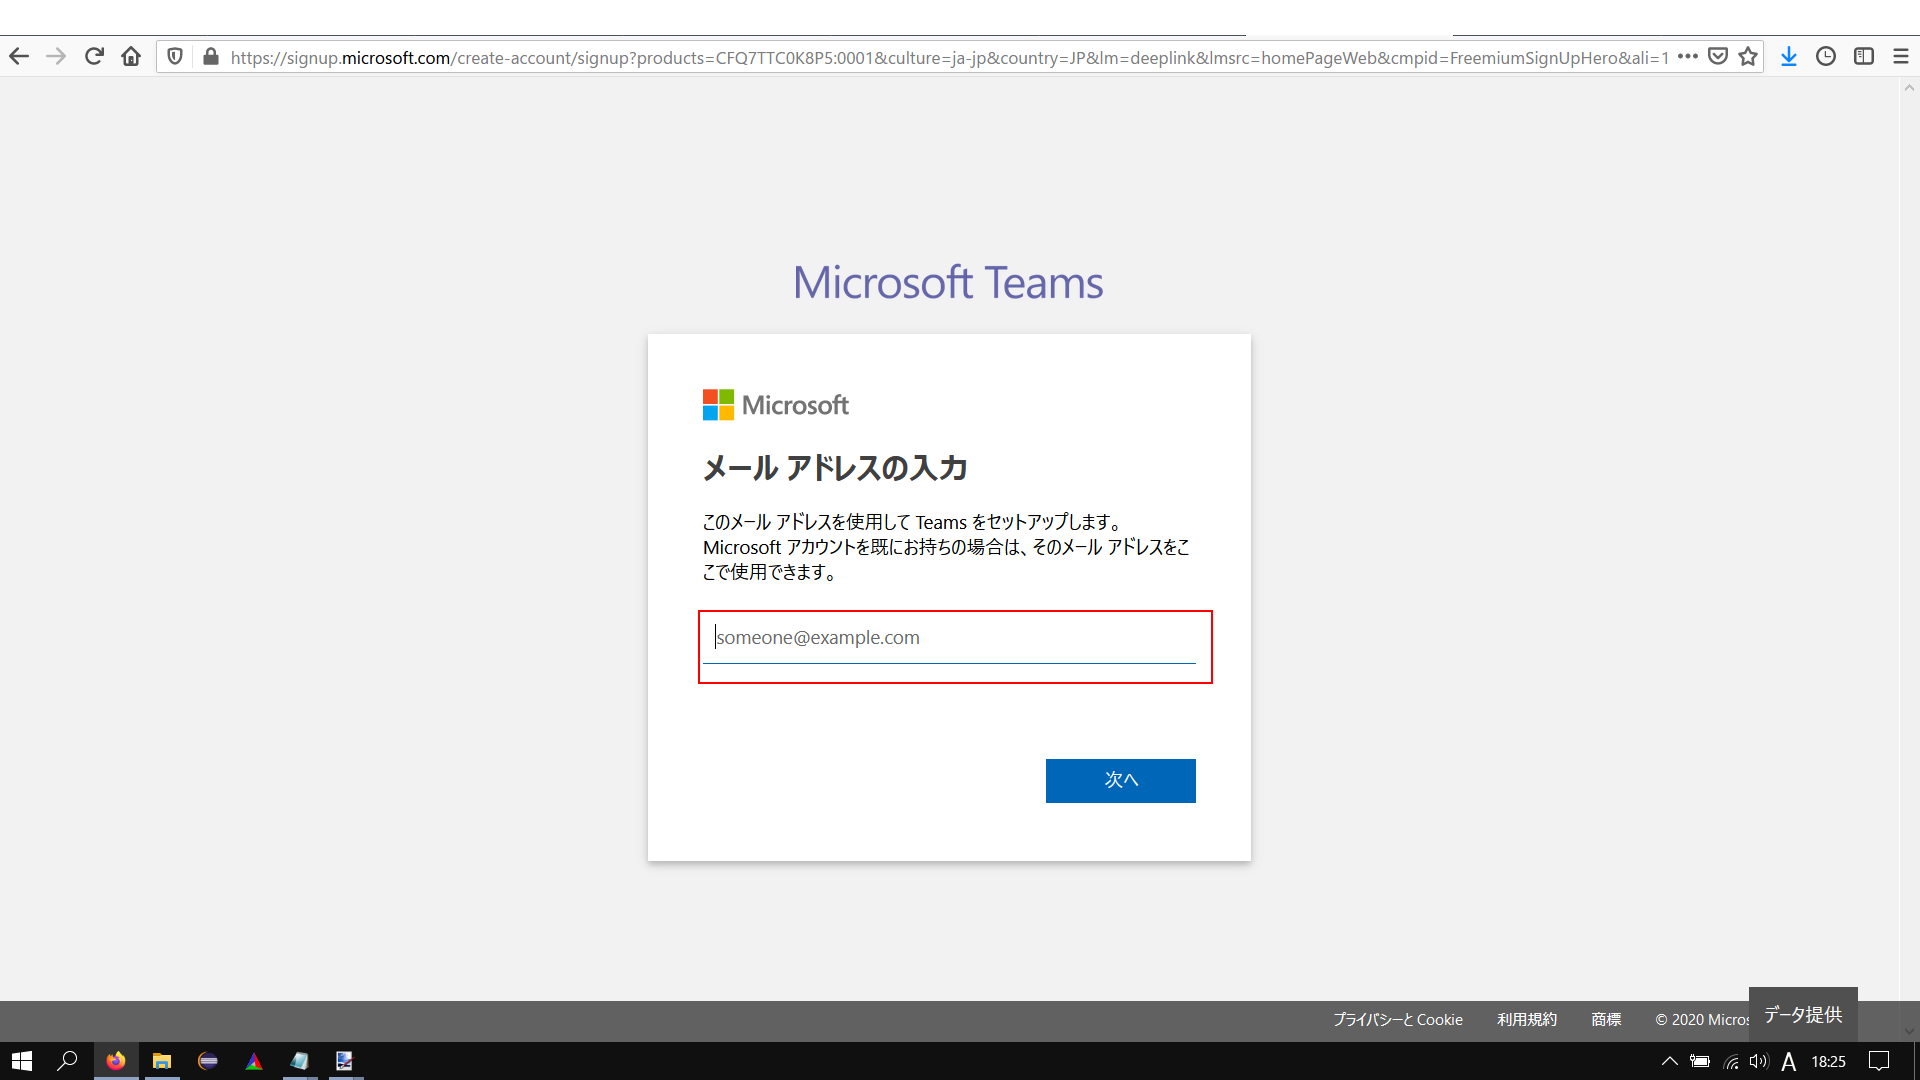 https://signup.microsoft.com/create-account/signup?products=CFQ7TTC0K8P5:0001&culture=ja-jp&country=JP&lm=deeplink&lmsrc=homePageWeb&cmpid=FreemiumSignUpHero&ali=1
Microsoft Teams
Microsoft
メール アドレスの入力
このメール アドレスを使用して Teams をセットアップします。
Microsoft アカウントを既にお持ちの場合は、そのメール アドレスをこ
こで使用できます。
someone@example.com
次へ
プライバシーと Cookie 利用規約 商標 © 2020 Micros
データ提供
A 18:25